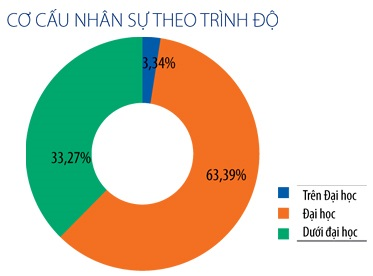 CƠ CẤU NHÂN SỰ THEO TRÌNH ĐỘ
3,34%
33,27%
63,39%
Trên Đại học
Đại học
Dưới đại học